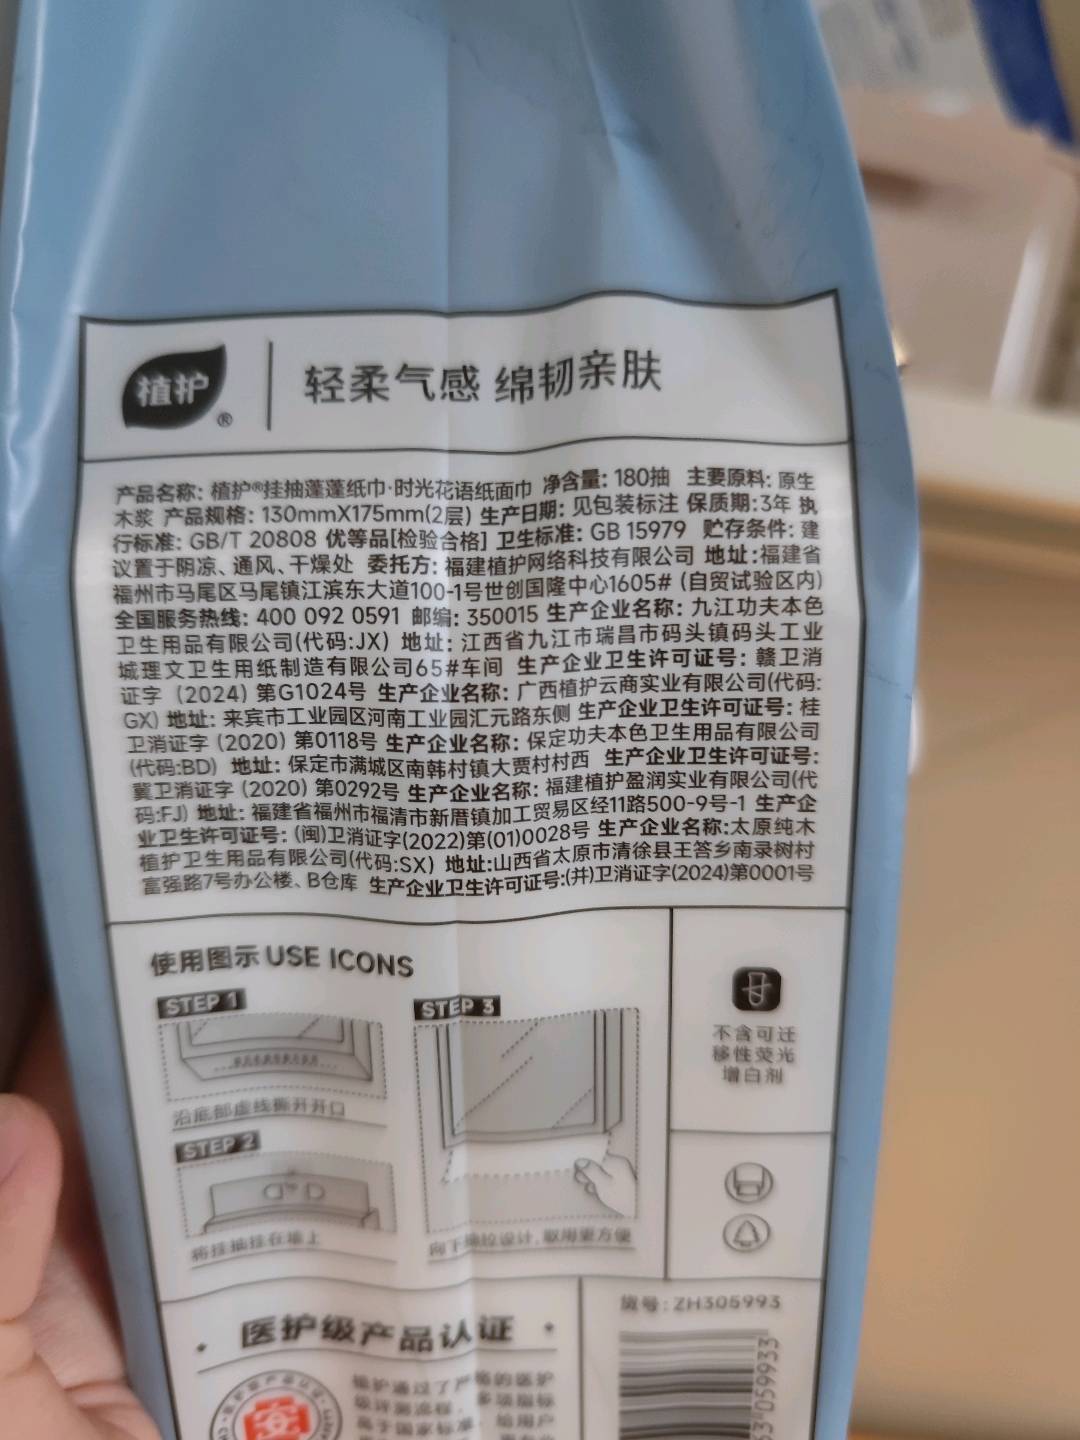 植护®
轻柔气感 绵韧亲肤
产品名称: 植护®挂抽蓬蓬纸巾·时光花语纸面巾 净含量: 180抽 主要原料: 原生
木浆 产品规格: 130mmX175mm(2层) 生产日期: 见包装标注 保质期: 3年 执
行标准: GB/T 20808 优等品[检验合格] 卫生标准: GB 15979 贮存条件: 建
议置于阴凉、通风、干燥处 委托方: 福建植护网络科技有限公司 地址:福建省
福州市马尾区马尾镇江滨东大道100-1号世创国隆中心1605# (自贸试验区内)
全国服务热线: 400 092 0591 邮编: 350015 生产企业名称: 九江功夫本色
卫生用品有限公司(代码:JX) 地址: 江西省九江市瑞昌市码头镇码头工业
城理文卫生用纸制造有限公司65#车间 生产企业卫生许可证号: 赣卫消
证字 (2024) 第G1024号 生产企业名称: 广西植护云商实业有限公司(代码:
GX) 地址: 来宾市工业园区河南工业园汇元路东侧 生产企业卫生许可证号: 桂
卫消证字 (2020) 第0118号 生产企业名称: 保定功夫本色卫生用品有限公司
(代码:BD) 地址: 保定市满城区南韩村镇大贾村村西 生产企业卫生许可证号:
冀卫消证字 (2020) 第0292号 生产企业名称: 福建植护盈润实业有限公司(代
码:FJ) 地址: 福建省福州市福清市新厝镇加工贸易区经11路500-9号-1 生产企
业卫生许可证号: (闽)卫消证字(2022)第(01)0028号 生产企业名称:太原纯木
植护卫生用品有限公司(代码:SX) 地址:山西省太原市清徐县王答乡南录树村
富强路7号办公楼、B仓库 生产企业卫生许可证号:(并)卫消证字(2024)第0001号
使用图示 USE ICONS
STEP 1
沿底部虚线撕开开口
STEP 2
将挂抽挂在墙上
STEP 3
向下抽拉设计,取用更方便
不含可迁
移性荧光
增白剂
货号: ZH305993
医护级产品认证